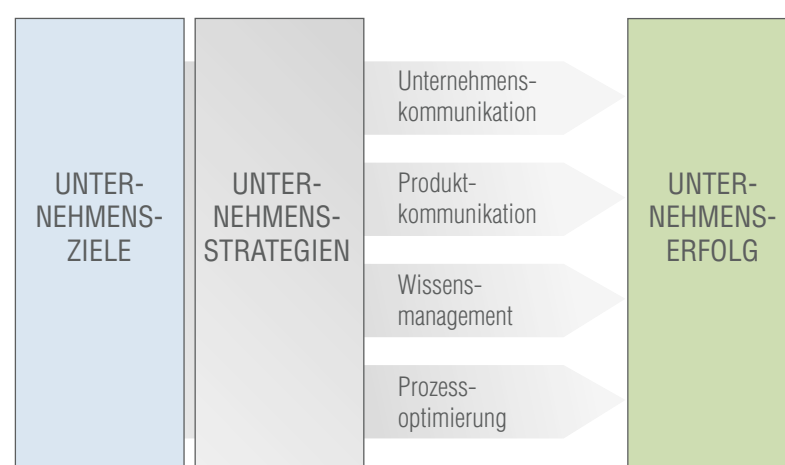 UNTER-
NEHMENS-
ZIELE
UNTER-
NEHMENS-
STRATEGIEN
Unternehmens-
kommunikation
Produkt-
kommunikation
Wissens-
management
Prozess-
optimierung
UNTER-
NEHMENS-
ERFOLG